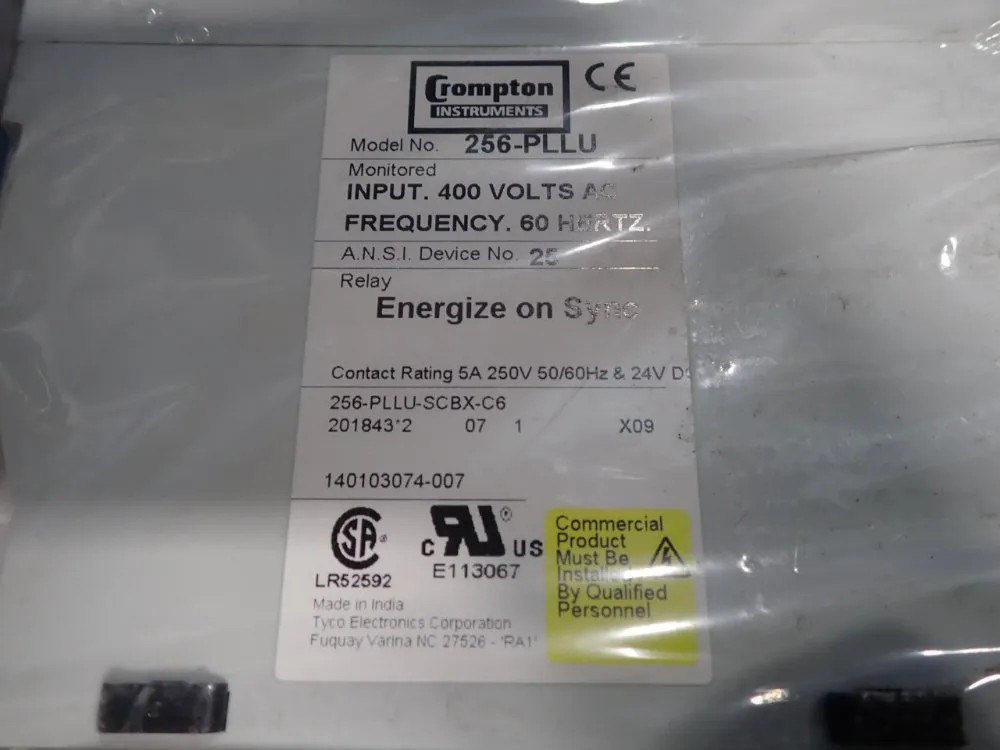 Crompton
INSTRUMENTS
CE
Model No. 256-PLLU
Monitored
INPUT. 400 VOLTS AC
FREQUENCY. 60 HERTZ.
A.N.S.I. Device No 25
Relay
Energize on Sync
Contact Rating 5A 250V 50/60Hz & 24V DC
256-PLLU-SCBX-C6
201843*2 07 1 X09
140103074-007
SA ®
LR52592
C RU ® US
E113067
Commercial
Product
Must Be
Installed
By Qualified
Personnel
Made in India
Tyco Electronics Corporation
Fuquay Varina NC 27526 - 'RA1'